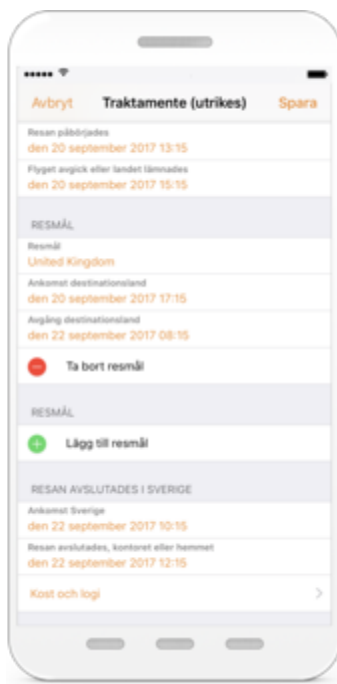 Avbryt Traktamente (utrikes) Spara
Resan påbörjades
den 20 september 2017 13:15
Flyget avgick eller landet lämnades
den 20 september 2017 15:15
RESMÅL
Resmål
United Kingdom
Ankomst destinationsland
den 20 september 2017 17:15
Avgång destinationsland
den 22 september 2017 08:15
Ta bort resmål
RESMÅL
Lägg till resmål
RESAN AVSLUTADES I SVERIGE
Ankomst Sverige
den 22 september 2017 10:15
Resan avslutades, kontoret eller hemmet
den 22 september 2017 12:15
Kost och logi